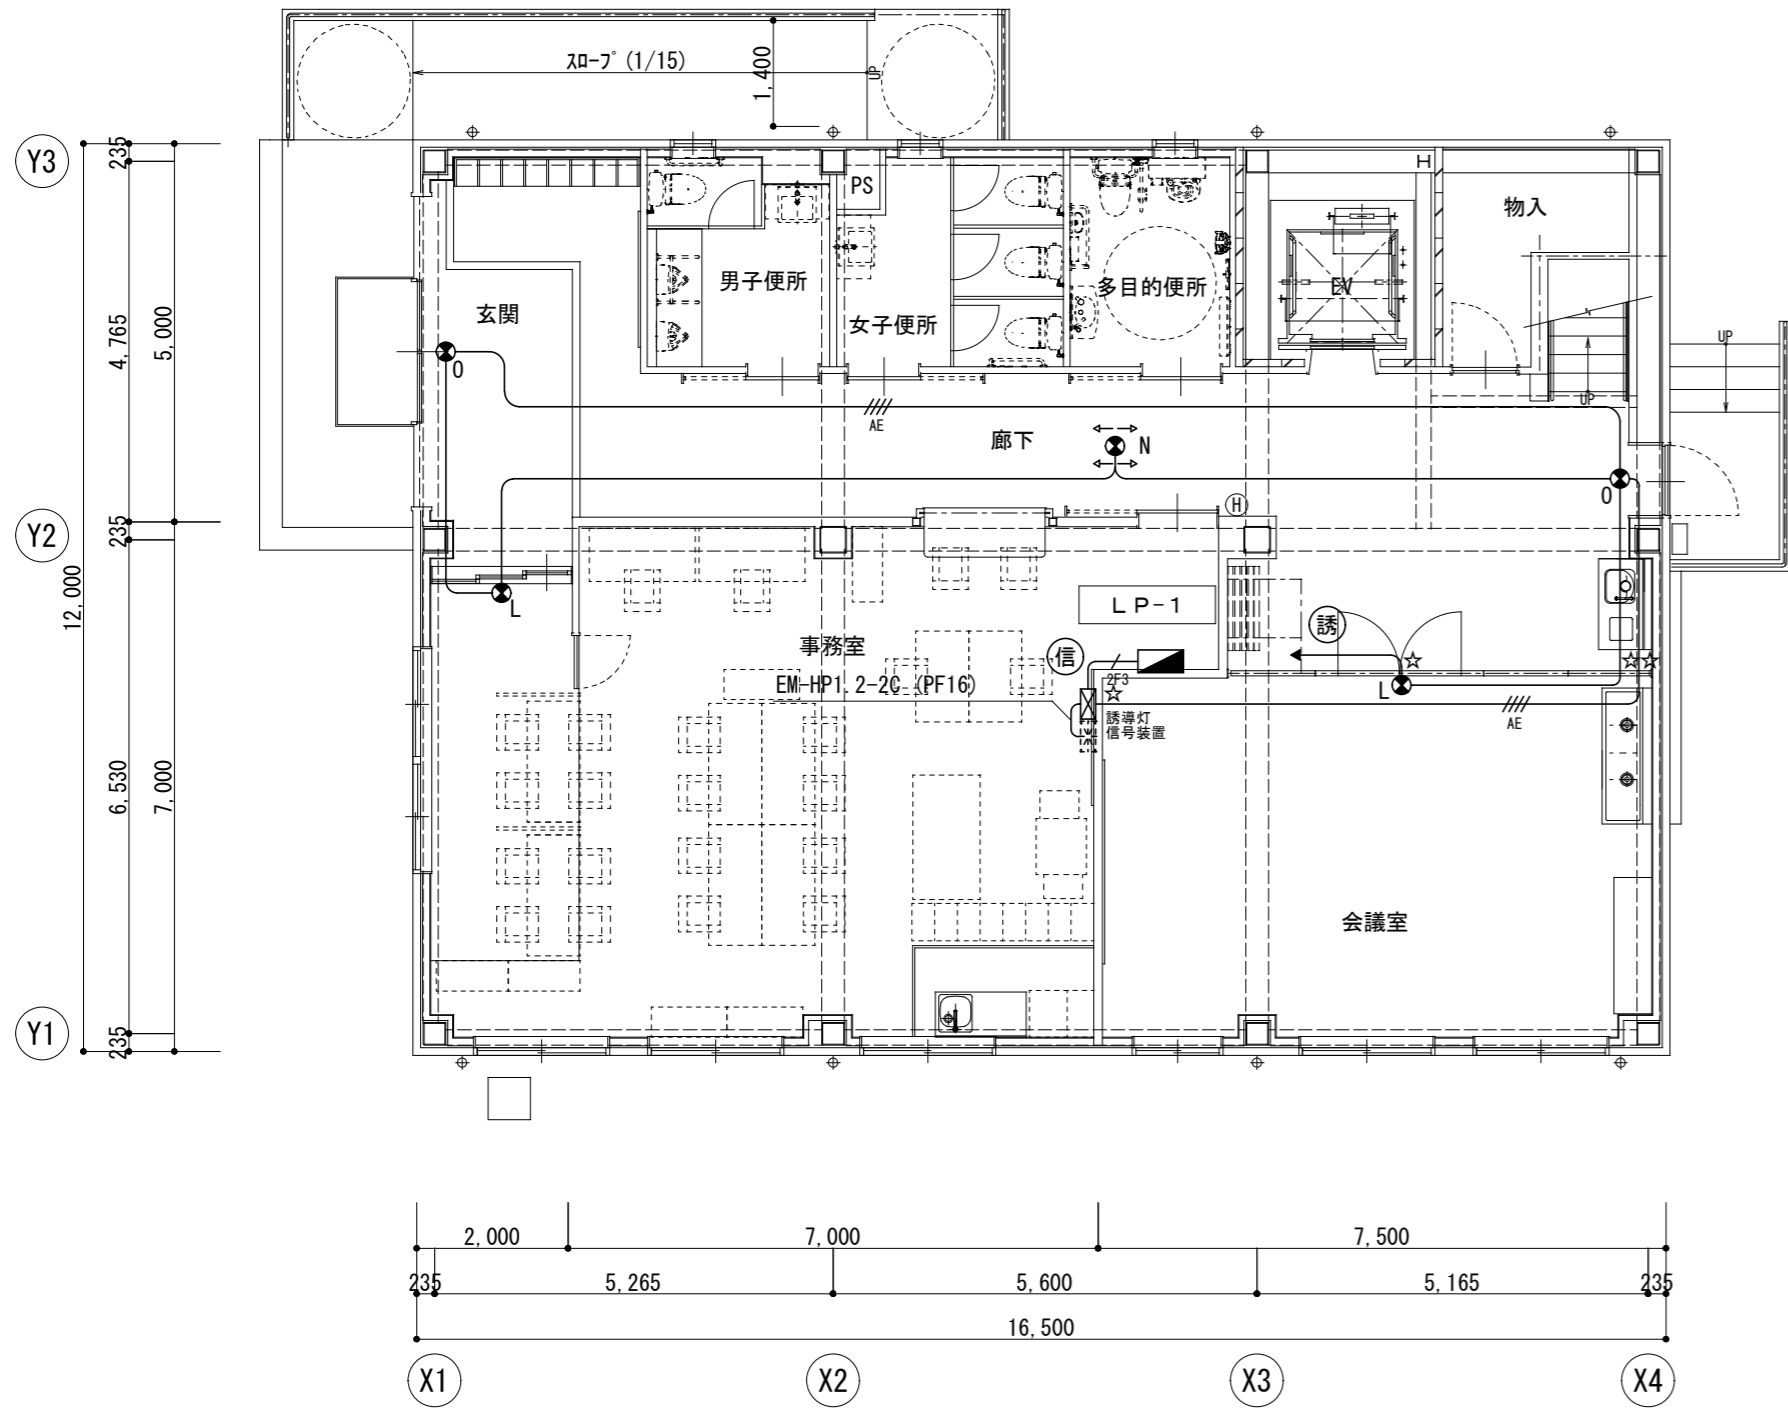 スロープ (1/15)
1,400
UP
Y3
235
PS
H
物入
男子便所
多目的便所
EV
玄関
女子便所
4,765
5,000
UP
O
UP
AE
廊下
N
O
H
Y2
235
12,000
L
LP-1
誘
事務室
信
☆
☆☆
EM-HP1.2-2C (PF16)
2F3
☆
L
誘導灯
信号装置
AE
6,530
7,000
会議室
Y1
235
2,000
7,000
7,500
235
5,265
5,600
5,165
235
16,500
X1
X2
X3
X4